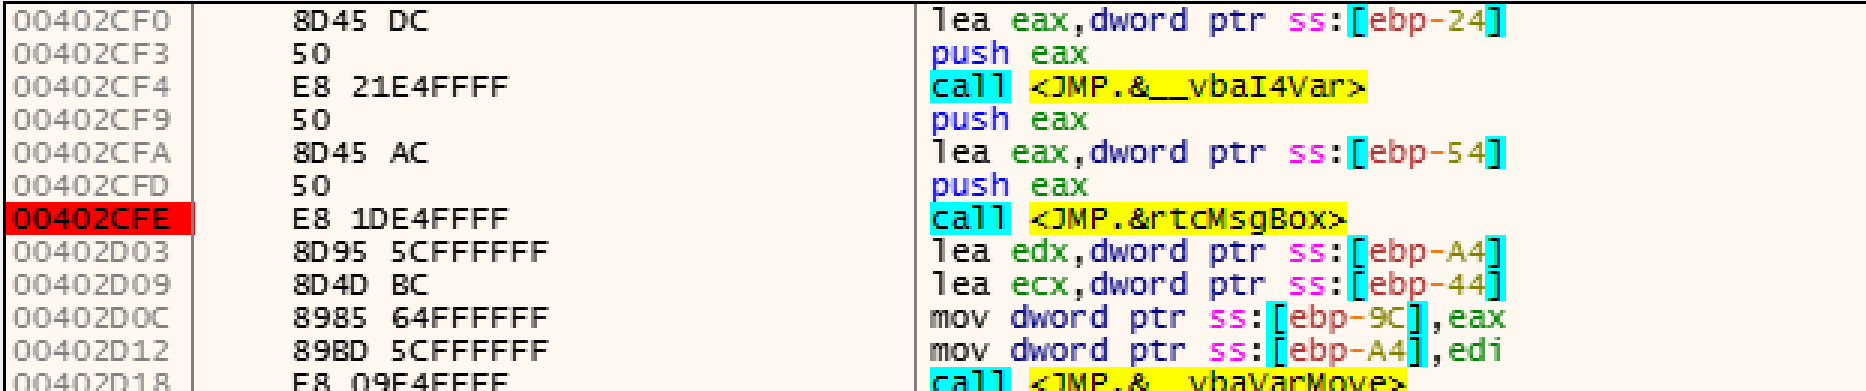 00402CF0 8D45 DC lea eax,dword ptr ss:[ebp-24]
00402CF3 50 push eax
00402CF4 E8 21E4FFFF call <JMP.&__vbaI4Var>
00402CF9 50 push eax
00402CFA 8D45 AC lea eax,dword ptr ss:[ebp-54]
00402CFD 50 push eax
00402CFE E8 1DE4FFFF call <JMP.&rtcMsgBox>
00402D03 8D95 5CFFFFFF lea edx,dword ptr ss:[ebp-A4]
00402D09 8D4D BC lea ecx,dword ptr ss:[ebp-44]
00402D0C 8985 64FFFFFF mov dword ptr ss:[ebp-9C],eax
00402D12 89BD 5CFFFFFF mov dword ptr ss:[ebp-A4],edi
00402D18 E8 09E4FFFF call <JMP.&__vbaVarMove>